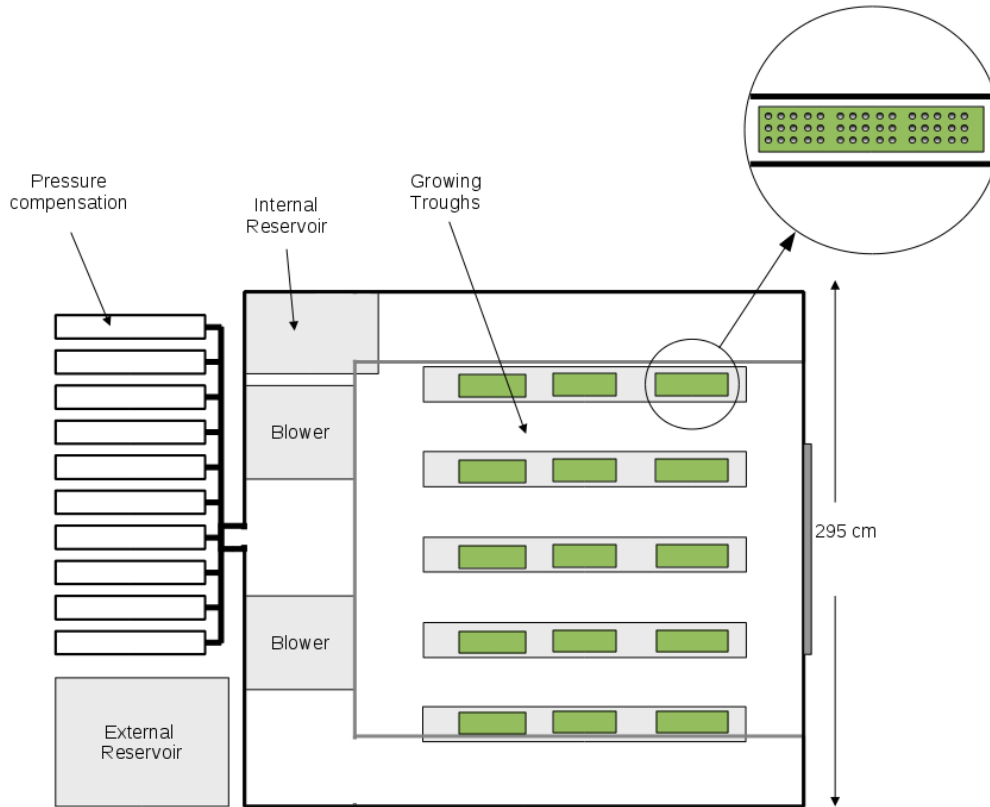 Pressure
compensation
Internal
Reservoir
Growing
Troughs
Blower
295 cm
Blower
External
Reservoir